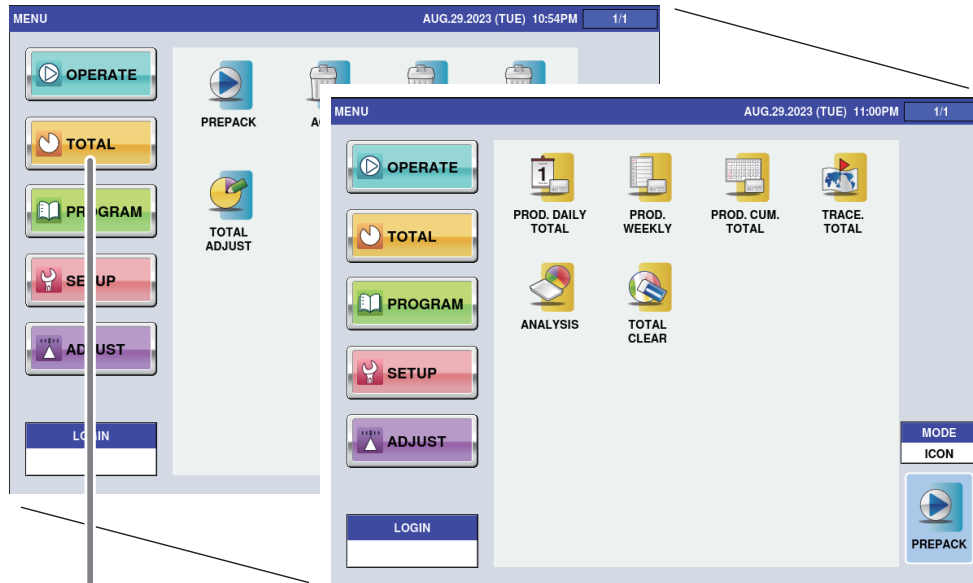 MENU
AUG.29.2023 (TUE) 10:54PM
1/1
OPERATE
TOTAL
PROGRAM
SETUP
ADJUST
LOGIN
PREPACK
TOTAL
ADJUST
MENU
AUG.29.2023 (TUE) 11:00PM
1/1
OPERATE
TOTAL
PROGRAM
SETUP
ADJUST
LOGIN
PROD. DAILY
TOTAL
PROD.
WEEKLY
PROD. CUM.
TOTAL
TRACE.
TOTAL
ANALYSIS
TOTAL
CLEAR
MODE
ICON
PREPACK